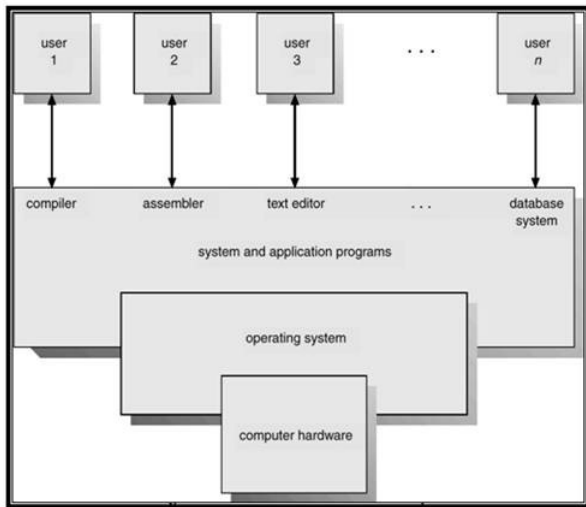 user
1
user
2
user
3
. . .
user
n
compiler
assembler
text editor
. . .
database
system
system and application programs
operating system
computer hardware